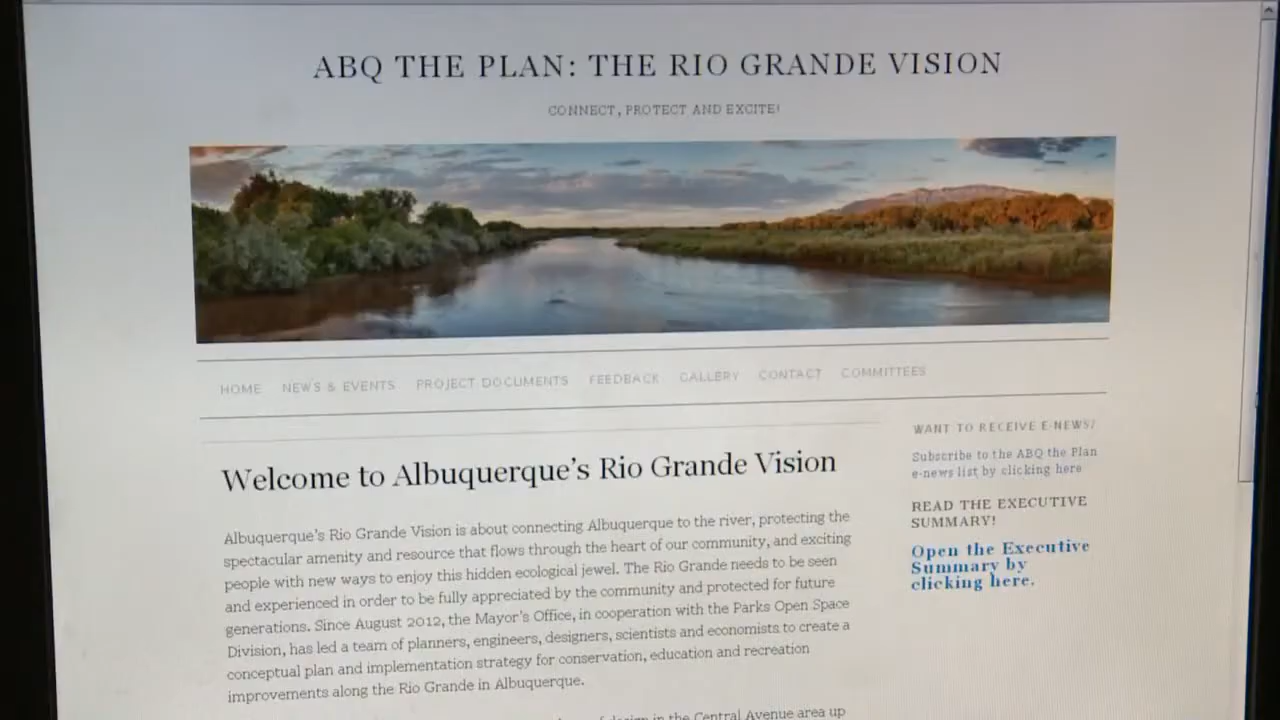 ABQ THE PLAN: THE RIO GRANDE VISION
CONNECT, PROTECT AND EXCITE!
HOME NEWS & EVENTS PROJECT DOCUMENTS FEEDBACK GALLERY CONTACT COMMITTEES
Welcome to Albuquerque's Rio Grande Vision
Albuquerque's Rio Grande Vision is about connecting Albuquerque to the river, protecting the
spectacular amenity and resource that flows through the heart of our community, and exciting
people with new ways to enjoy this hidden ecological jewel. The Rio Grande needs to be seen
and experienced in order to be fully appreciated by the community and protected for future
generations. Since August 2012, the Mayor's Office, in cooperation with the Parks Open Space
Division, has led a team of planners, engineers, designers, scientists and economists to create a
conceptual plan and implementation strategy for conservation, education and recreation
improvements along the Rio Grande in Albuquerque.
design in the Central Avenue area up
WANT TO RECEIVE E-NEWS?
Subscribe to the ABQ the Plan
e-news list by clicking here
READ THE EXECUTIVE
SUMMARY!
Open the Executive
Summary by
clicking here.